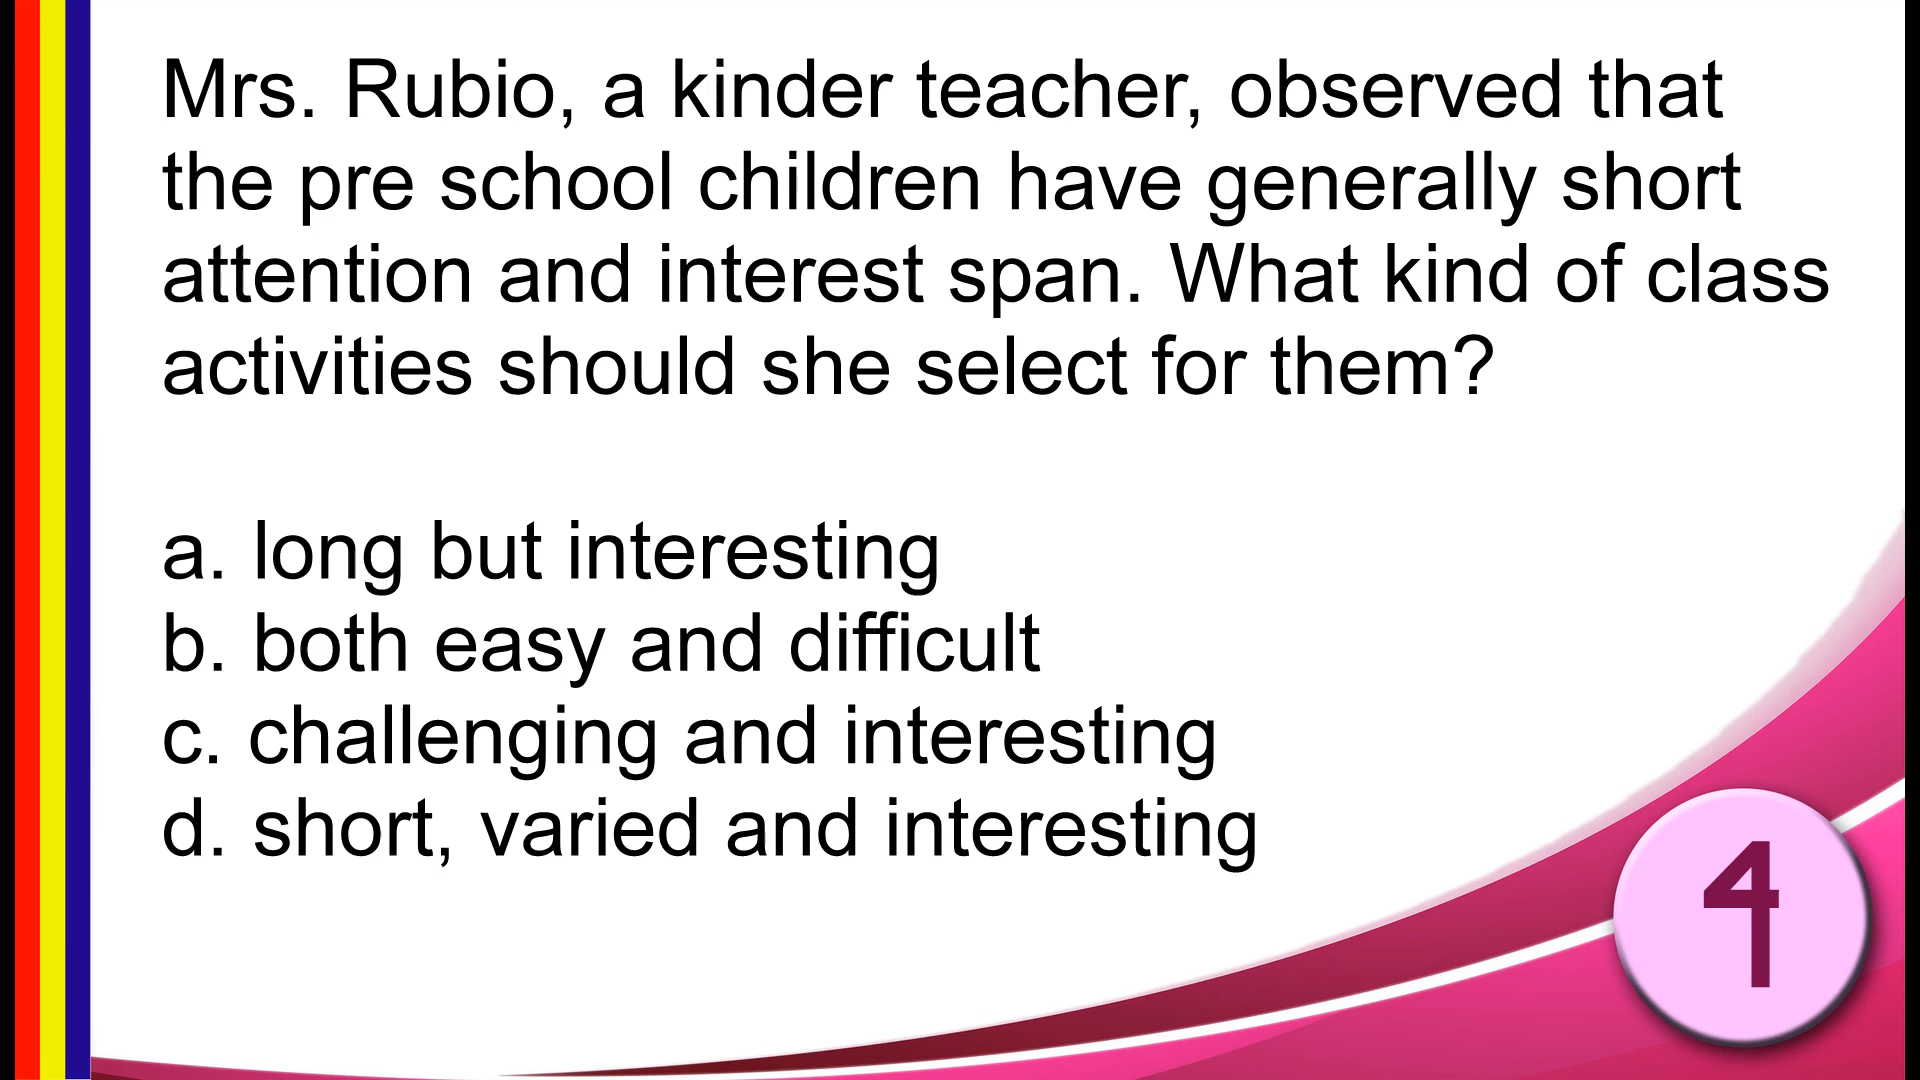 Mrs. Rubio, a kinder teacher, observed that
the pre school children have generally short
attention and interest span. What kind of class
activities should she select for them?
a. long but interesting
b. both easy and difficult
c. challenging and interesting
d. short, varied and interesting
4